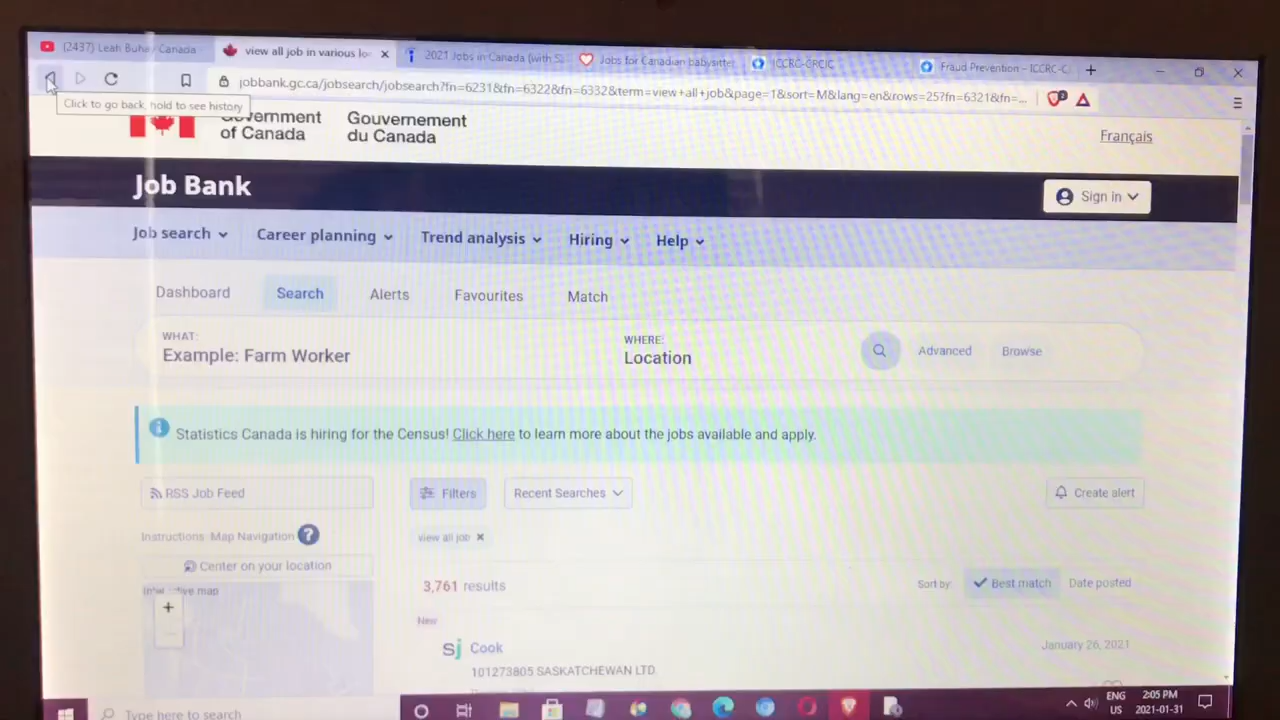 (2437) Leah Buhay Canada
view all job in various lo
2021 Jobs in Canada (with S
Jobs for Canadian babysitter,
ICCRC-CRCIC
Fraud Prevention – ICCRC-C
jobbank.gc.ca/jobsearch/jobsearch?fn=6231&fn=6322&fn=6332&term=view+all+job&page=1&sort=M&lang=en&rows=25?fn=6321&fn=...
Click to go back, hold to see history
Government of Canada
Gouvernement du Canada
Français
Job Bank
Sign in
Job search
Career planning
Trend analysis
Hiring
Help
Dashboard
Search
Alerts
Favourites
Match
WHAT:
Example: Farm Worker
WHERE:
Location
Advanced
Browse
Statistics Canada is hiring for the Census! Click here to learn more about the jobs available and apply.
RSS Job Feed
Filters
Recent Searches
Create alert
Instructions: Map Navigation ?
view all job ×
Center on your location
3,761 results
Sort by:
Best match
Date posted
+
New
sj Cook
January 26, 2021
101273805 SASKATCHEWAN LTD.
Type here to search
ENG
US
2:05 PM
2021-01-31